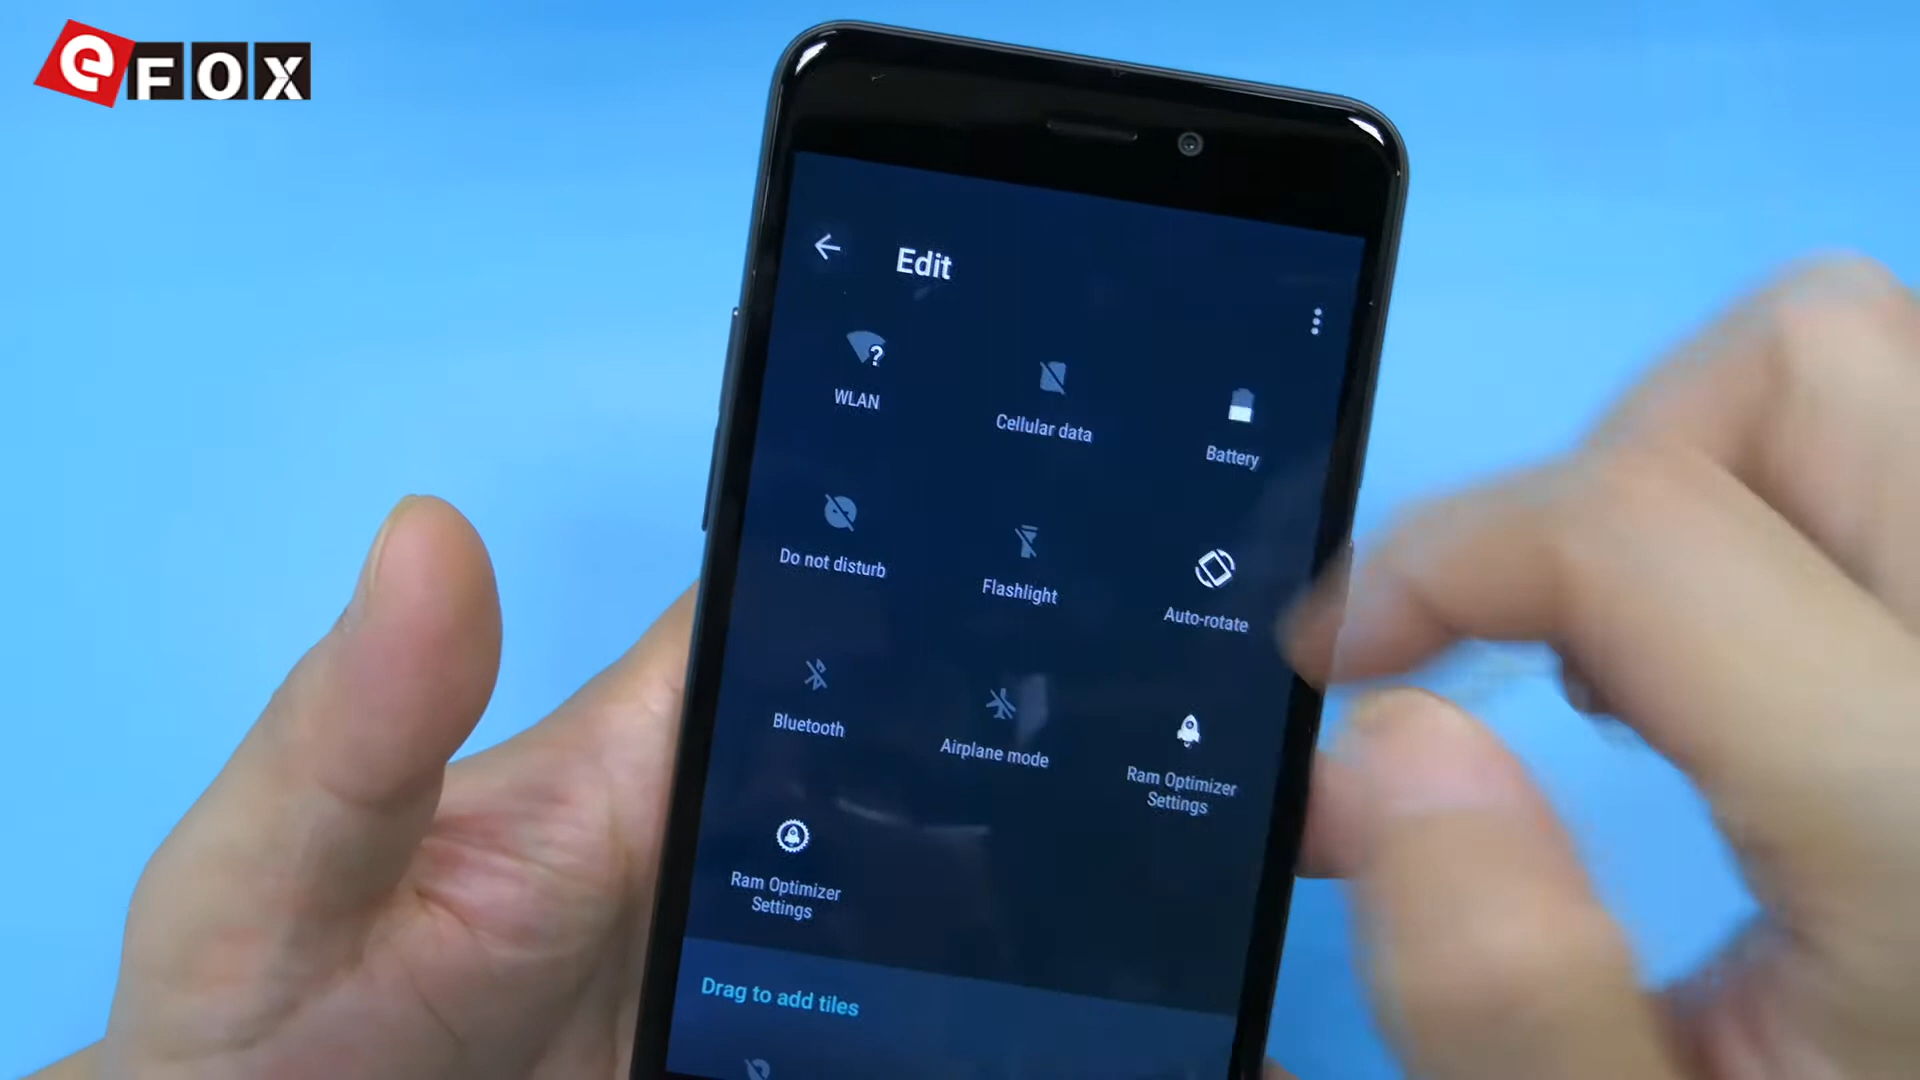 eFOX
Edit
WLAN
Cellular data
Battery
Do not disturb
Flashlight
Auto-rotate
Bluetooth
Airplane mode
Ram Optimizer
Settings
Ram Optimizer
Settings
Drag to add tiles